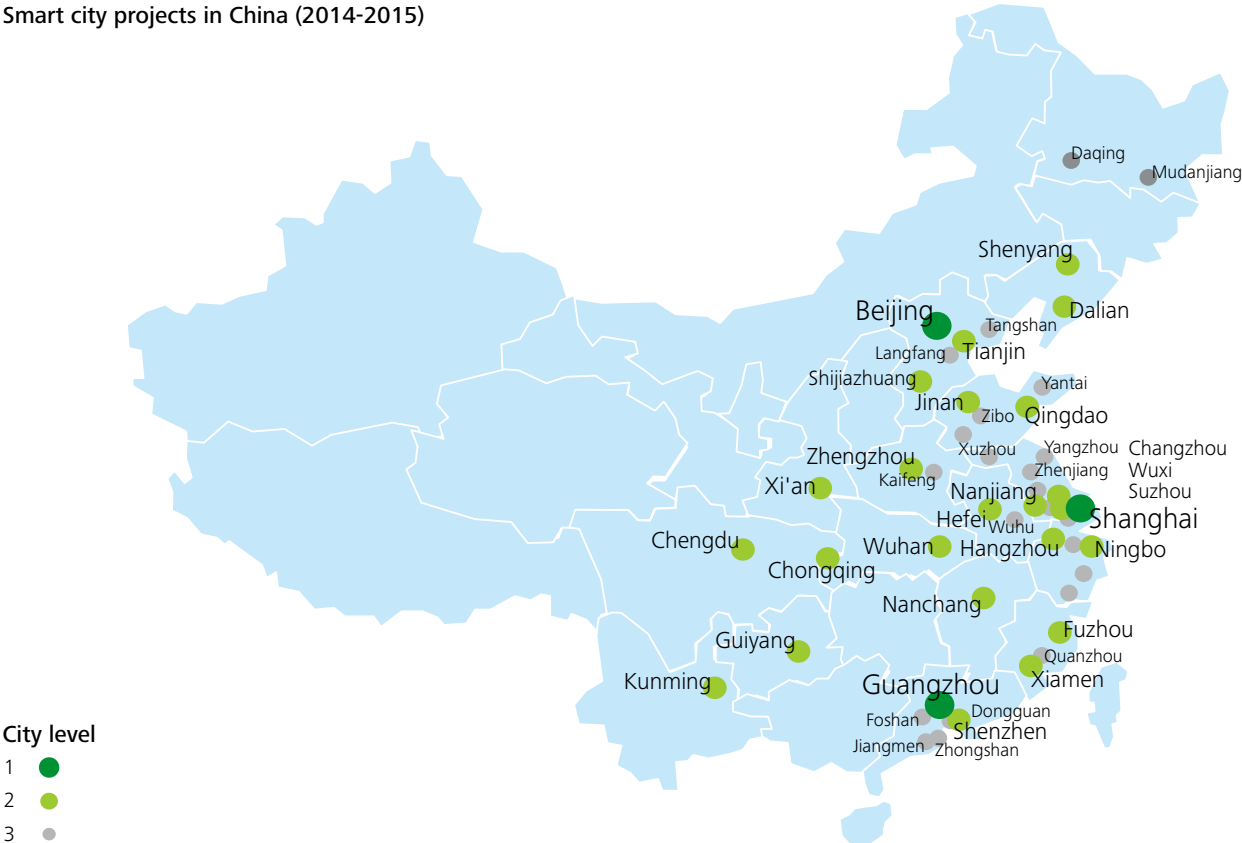 Smart city projects in China (2014-2015)
Daqing
Mudanjiang
Shenyang
Dalian
Beijing
Tangshan
Langfang
Tianjin
Shijiazhuang
Yantai
Jinan
Zibo
Qingdao
Xuzhou
Yangzhou
Changzhou
Zhengzhou
Zhenjiang
Wuxi
Kaifeng
Xi'an
Nanjiang
Suzhou
Hefei
Wuhu
Shanghai
Chengdu
Wuhan
Hangzhou
Ningbo
Chongqing
Nanchang
Fuzhou
Guiyang
Quanzhou
Kunming
Xiamen
Guangzhou
Foshan
Dongguan
Shenzhen
Jiangmen
Zhongshan
City level
1
2
3